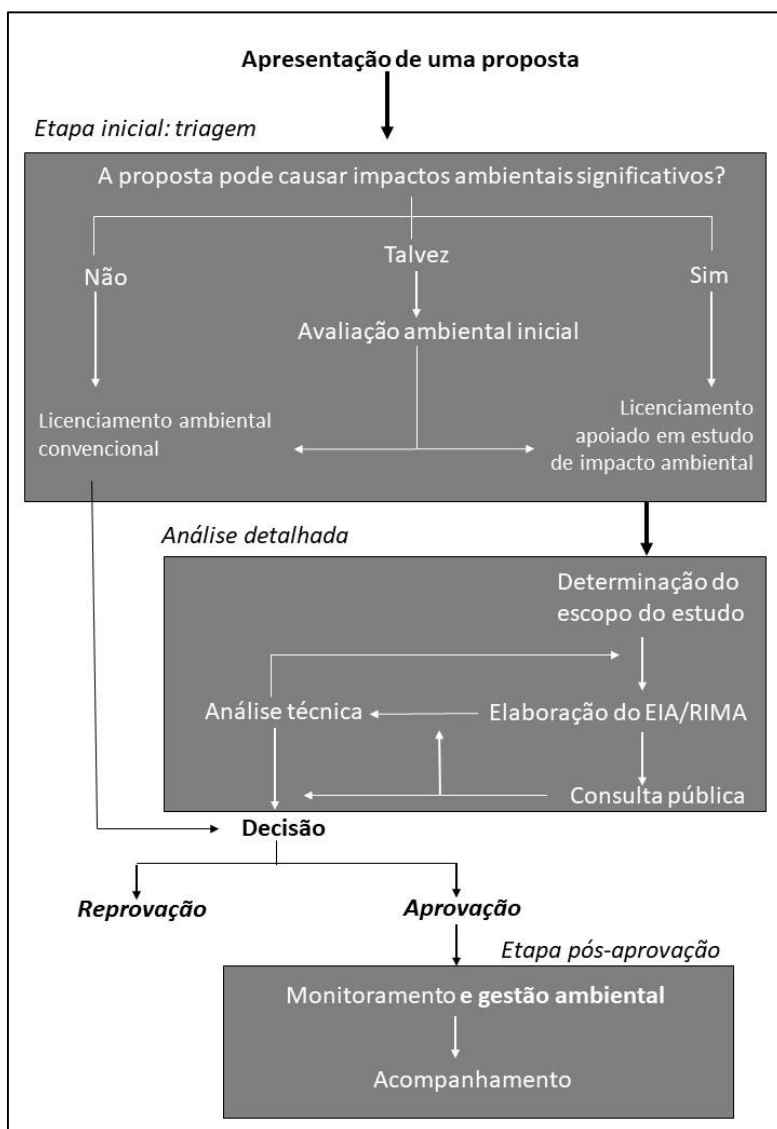 Apresentação de uma proposta
Etapa inicial: triagem
A proposta pode causar impactos ambientais significativos?
Não
Talvez
Sim
Avaliação ambiental inicial
Licenciamento ambiental
convencional
Licenciamento
apoiado em estudo
de impacto ambiental
Análise detalhada
Determinação do
escopo do estudo
Análise técnica
Elaboração do EIA/RIMA
Consulta pública
Decisão
Reprovação
Aprovação
Etapa pós-aprovação
Monitoramento e gestão ambiental
Acompanhamento